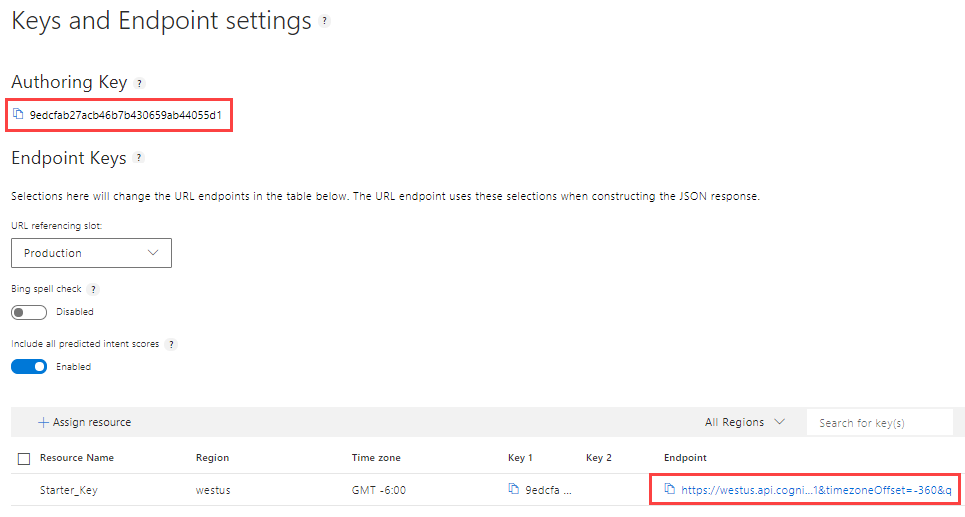 Keys and Endpoint settings ?
Authoring Key ?
9edcfab27acb46b7b430659ab44055d1
Endpoint Keys ?
Selections here will change the URL endpoints in the table below. The URL endpoint uses these selections when constructing the JSON response.
URL referencing slot:
Production
Bing spell check ?
Disabled
Include all predicted intent scores ?
Enabled
+ Assign resource All Regions Search for key(s)
Resource Name Region Time zone Key 1 Key 2 Endpoint
Starter_Key westus GMT -6:00 9edcfa ... https://westus.api.cogni...1&timezoneOffset=-360&q